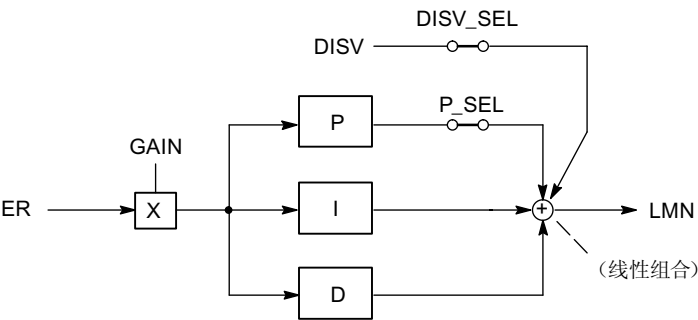 DISV_SEL
DISV
P_SEL
P
GAIN
ER
X
I
+
LMN
(线性组合)
D